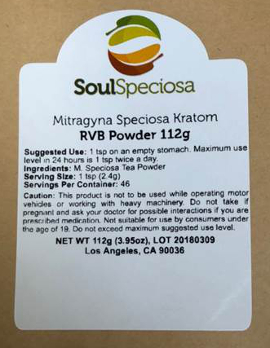 SoulSpeciosa
Mitragyna Speciosa Kratom
RVB Powder 112g
Suggested Use: 1 tsp on an empty stomach. Maximum use
level in 24 hours is 1 tsp twice a day.
Ingredients: M. Speciosa Tea Powder
Serving Size: 1 tsp (2.4g)
Servings Per Container: 46
Caution: This product is not to be used while operating motor
vehicles or working with heavy machinery. Do not take if
pregnant and ask your doctor for possible interactions if you are
prescribed medication. Not suitable for use by consumers under
the age of 18. Do not exceed maximum suggested use level.
NET WT 112g (3.95oz), LOT 20180309
Los Angeles, CA 90036